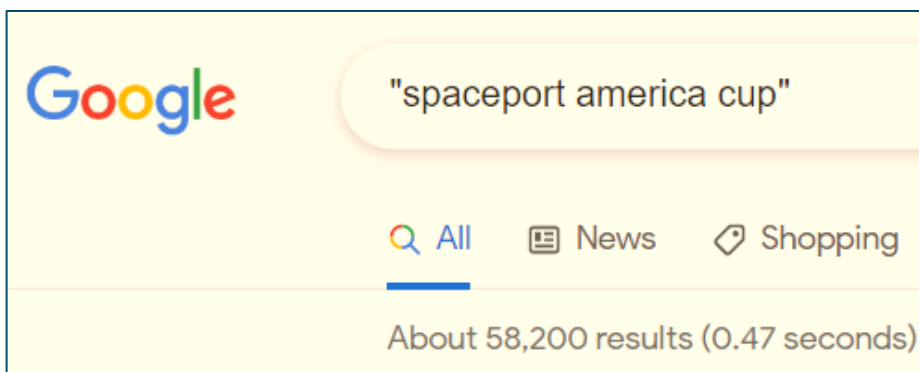 Google
"spaceport america cup"
All News Shopping
About 58,200 results (0.47 seconds)